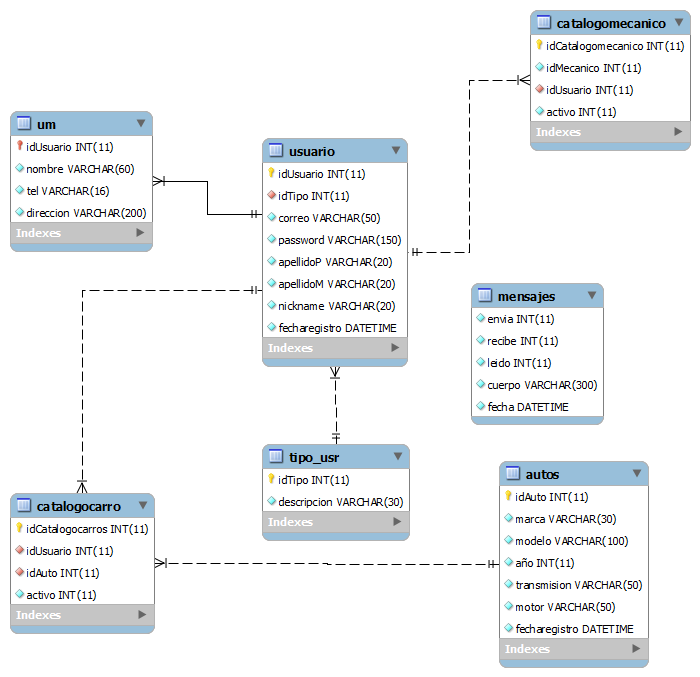 catalogomecanico
idCatalogomecanico INT(11)
idMecanico INT(11)
idUsuario INT(11)
activo INT(11)
Indexes
um
idUsuario INT(11)
nombre VARCHAR(60)
tel VARCHAR(16)
direccion VARCHAR(200)
Indexes
usuario
idUsuario INT(11)
idTipo INT(11)
correo VARCHAR(50)
password VARCHAR(150)
apellidoP VARCHAR(20)
apellidoM VARCHAR(20)
nickname VARCHAR(20)
fecharegistro DATETIME
Indexes
mensajes
envia INT(11)
recibe INT(11)
leido INT(11)
cuerpo VARCHAR(300)
fecha DATETIME
tipo_usr
idTipo INT(11)
descripcion VARCHAR(30)
Indexes
catalogocarro
idCatalogocarros INT(11)
idUsuario INT(11)
idAuto INT(11)
activo INT(11)
Indexes
autos
idAuto INT(11)
marca VARCHAR(30)
modelo VARCHAR(100)
año INT(11)
transmision VARCHAR(50)
motor VARCHAR(50)
fecharegistro DATETIME
Indexes